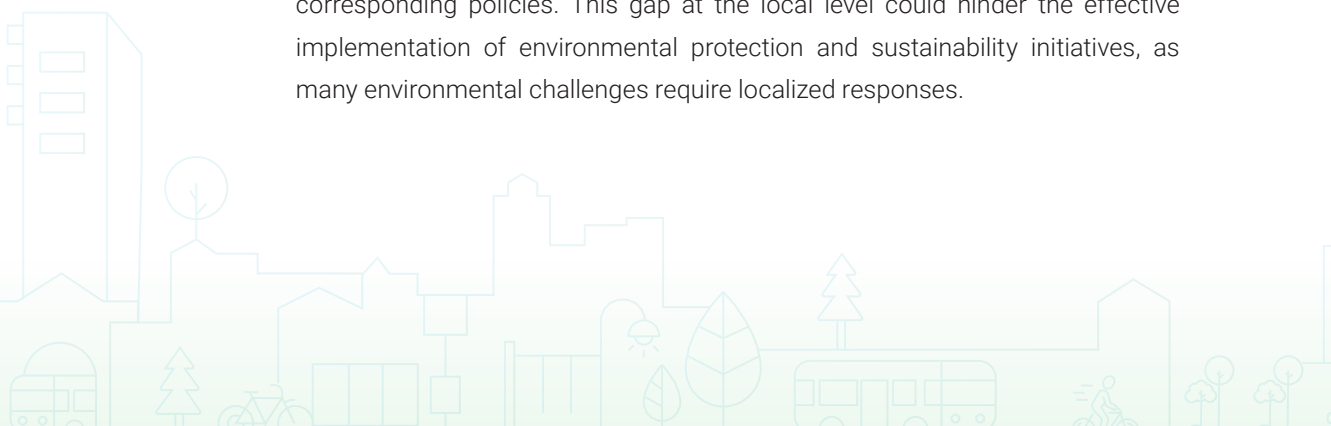 corresponding policies. This gap at the local level could hinder the effective
implementation of environmental protection and sustainability initiatives, as
many environmental challenges require localized responses.